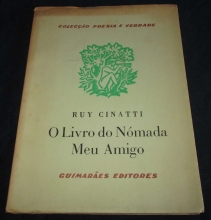 COLECÇÃO POESIA E VERDADE
RUY CINATTI
O Livro do Nómada
Meu Amigo
GUIMARÃES EDITORES